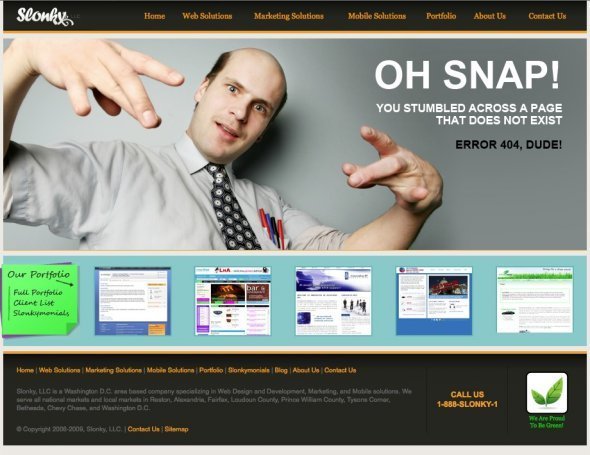 Slonky LLC
Home Web Solutions Marketing Solutions Mobile Solutions Portfolio About Us Contact Us
OH SNAP!
YOU STUMBLED ACROSS A PAGE
THAT DOES NOT EXIST
ERROR 404, DUDE!
Our Portfolio
Full Portfolio
Client List
Slonkymonials
LHA
bar &
Home | Web Solutions | Marketing Solutions | Mobile Solutions | Portfolio | Slonkymonials | Blog | About Us | Contact Us
Slonky, LLC is a Washington D.C. area based company specializing in Web Design and Development, Marketing, and Mobile solutions. We
serve all national markets and local markets in Reston, Alexandria, Fairfax, Loudoun County, Prince William County, Tysons Corner,
Bethesda, Chevy Chase, and Washington D.C.
CALL US
1-888-SLONKY-1
We Are Proud
To Be Green!
© Copyright 2008-2009, Slonky, LLC. | Contact Us | Sitemap